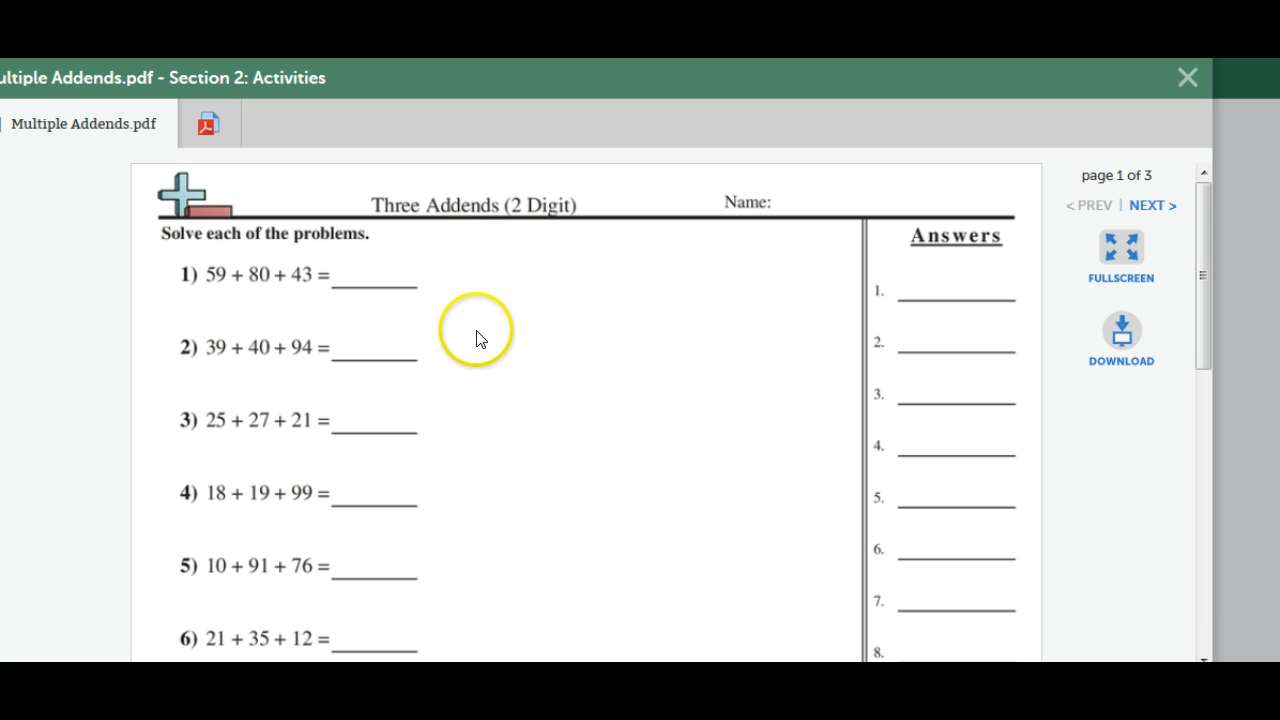 ultiple Addends.pdf - Section 2: Activities
Multiple Addends.pdf
page 1 of 3
< PREV | NEXT >
FULLSCREEN
DOWNLOAD
Three Addends (2 Digit)
Name:
Solve each of the problems.
1) 59 + 80 + 43 =
2) 39 + 40 + 94 =
3) 25 + 27 + 21 =
4) 18 + 19 + 99 =
5) 10 + 91 + 76 =
6) 21 + 35 + 12 =
Answers
1.
2.
3.
4.
5.
6.
7.
8.